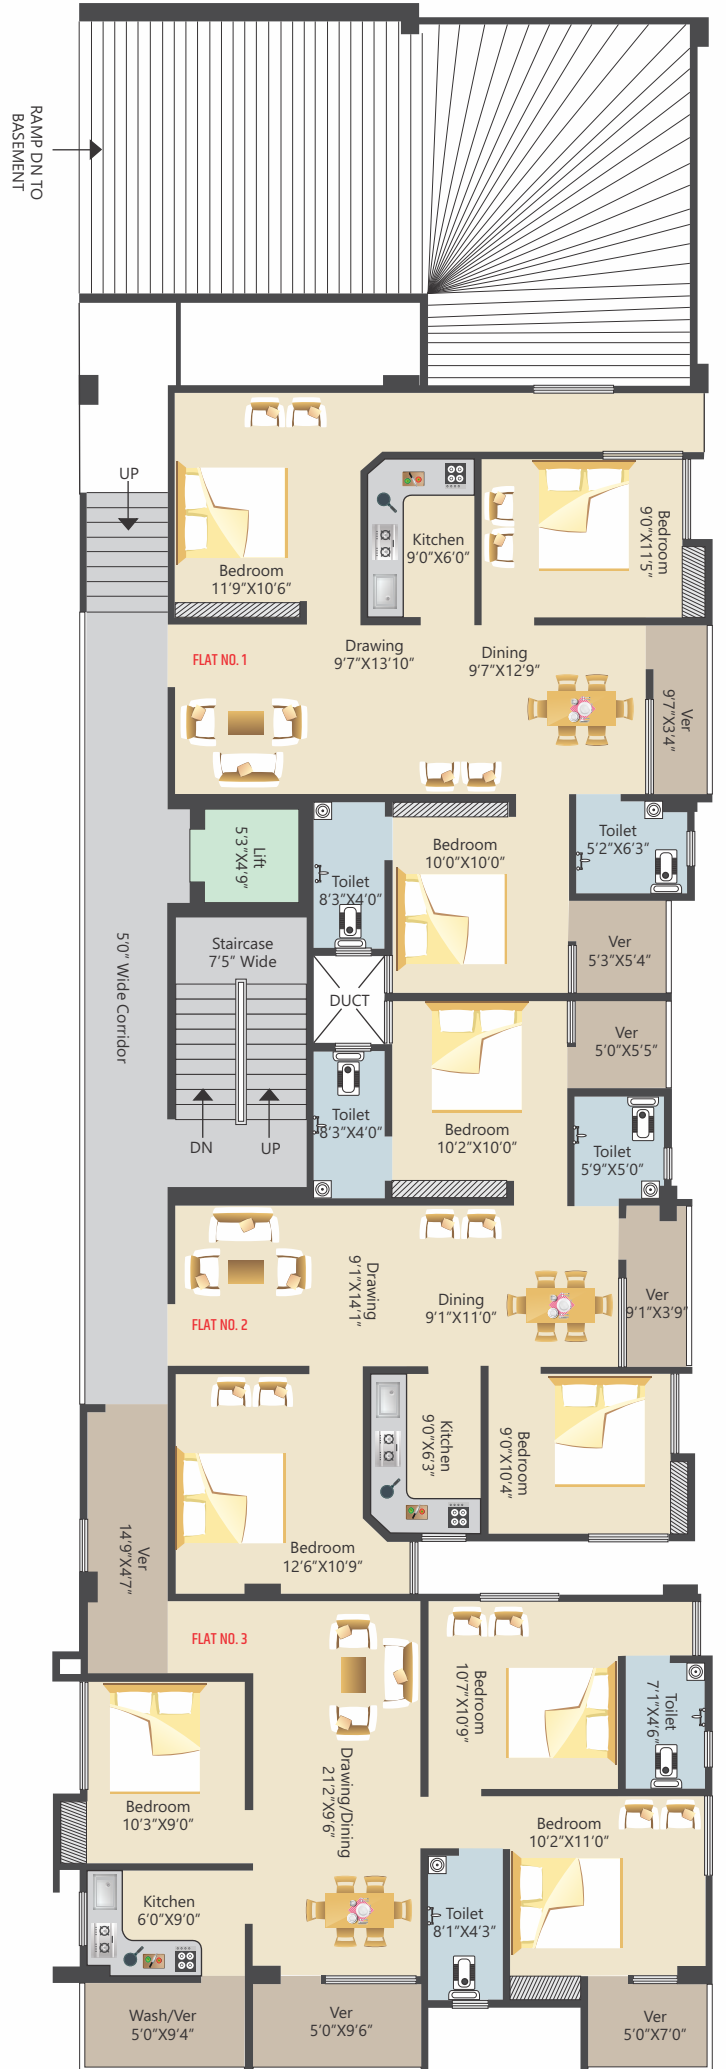 RAMP DN TO
BASEMENT
UP
Bedroom
11'9"X10'6"
Kitchen
9'0"X6'0"
Bedroom
9'0"X11'5"
FLAT NO. 1
Drawing
9'7"X13'10"
Dining
9'7"X12'9"
Ver
9'7"X3'4"
Lift
5'3"X4'9"
Toilet
8'3"X4'0"
Bedroom
10'0"X10'0"
Toilet
5'2"X6'3"
Staircase
7'5" Wide
Ver
5'3"X5'4"
5'0" Wide Corridor
DUCT
Ver
5'0"X5'5"
DN
UP
Toilet
8'3"X4'0"
Bedroom
10'2"X10'0"
Toilet
5'9"X5'0"
FLAT NO. 2
Drawing
9'1"X14'1"
Dining
9'1"X11'0"
Ver
9'1"X3'9"
Kitchen
9'0"X6'3"
Bedroom
9'0"X10'4"
Bedroom
12'6"X10'9"
Ver
14'9"X4'7"
FLAT NO. 3
Bedroom
10'7"X10'9"
Toilet
7'1"X4'6"
Drawing/Dining
21'2"X9'6"
Bedroom
10'3"X9'0"
Bedroom
10'2"X11'0"
Kitchen
6'0"X9'0"
Toilet
8'1"X4'3"
Wash/Ver
5'0"X9'4"
Ver
5'0"X9'6"
Ver
5'0"X7'0"